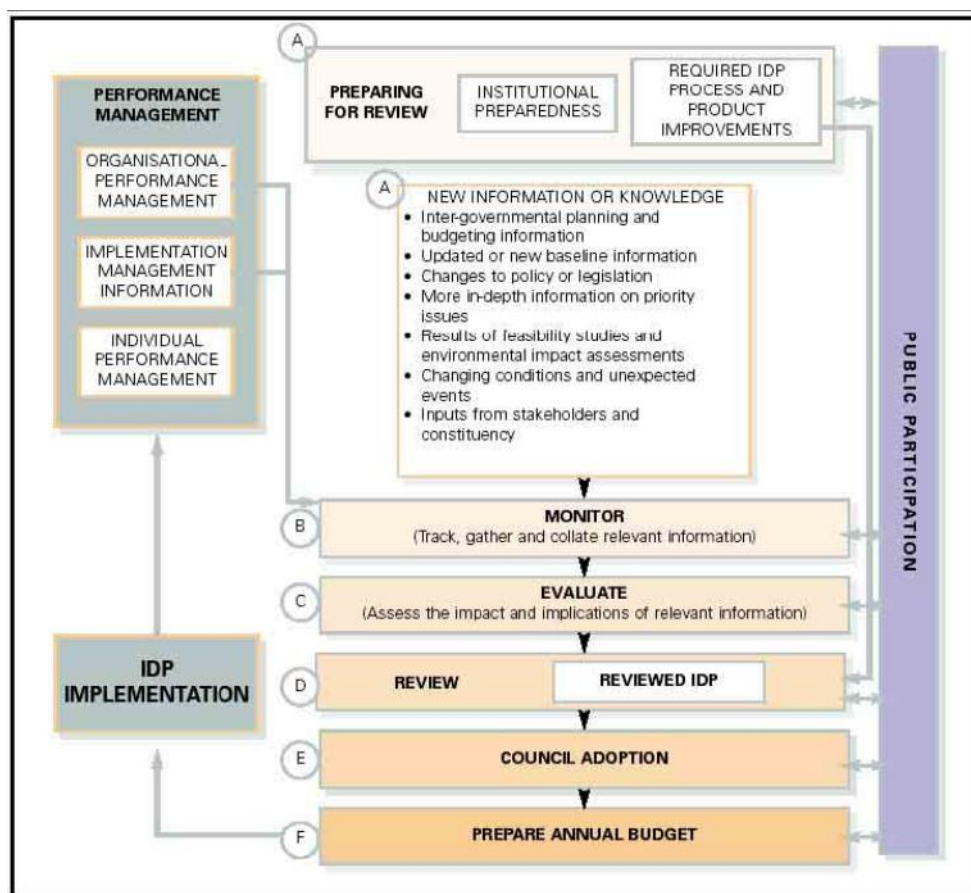 A
PREPARING
FOR REVIEW
INSTITUTIONAL
PREPAREDNESS
REQUIRED IDP
PROCESS AND
PRODUCT
IMPROVEMENTS
PERFORMANCE
MANAGEMENT
ORGANISATIONAL
PERFORMANCE
MANAGEMENT
IMPLEMENTATION
MANAGEMENT
INFORMATION
INDIVIDUAL
PERFORMANCE
MANAGEMENT
A
NEW INFORMATION OR KNOWLEDGE
• Inter-governmental planning and
budgeting information
• Updated or new baseline information
• Changes to policy or legislation
• More in-depth information on priority
issues
• Results of feasibility studies and
environmental impact assessments
• Changing conditions and unexpected
events
• Inputs from stakeholders and
constituency
B
MONITOR
(Track, gather and collate relevant information)
C
EVALUATE
(Assess the impact and implications of relevant information)
D
REVIEW
REVIEWED IDP
E
COUNCIL ADOPTION
F
PREPARE ANNUAL BUDGET
IDP
IMPLEMENTATION
PUBLIC PARTICIPATION